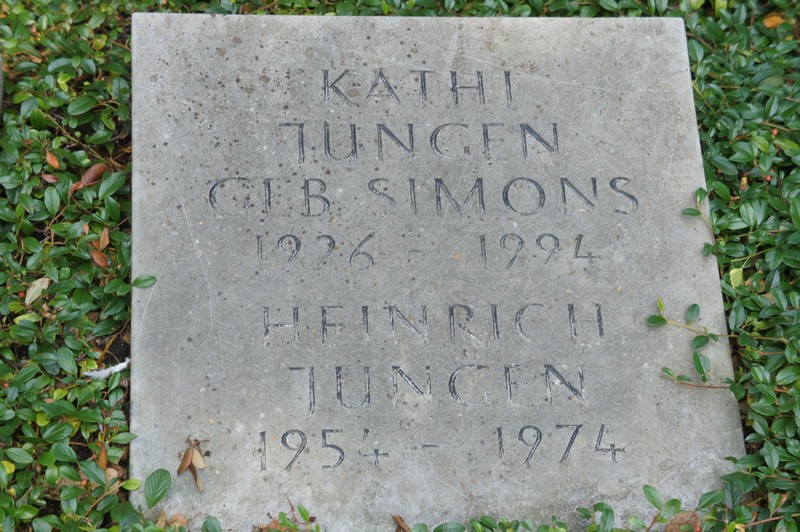 KATHI
JUNGEN
GEB. SIMONS
1926 – 1994
HEINRICH
JUNGEN
1954 – 1974